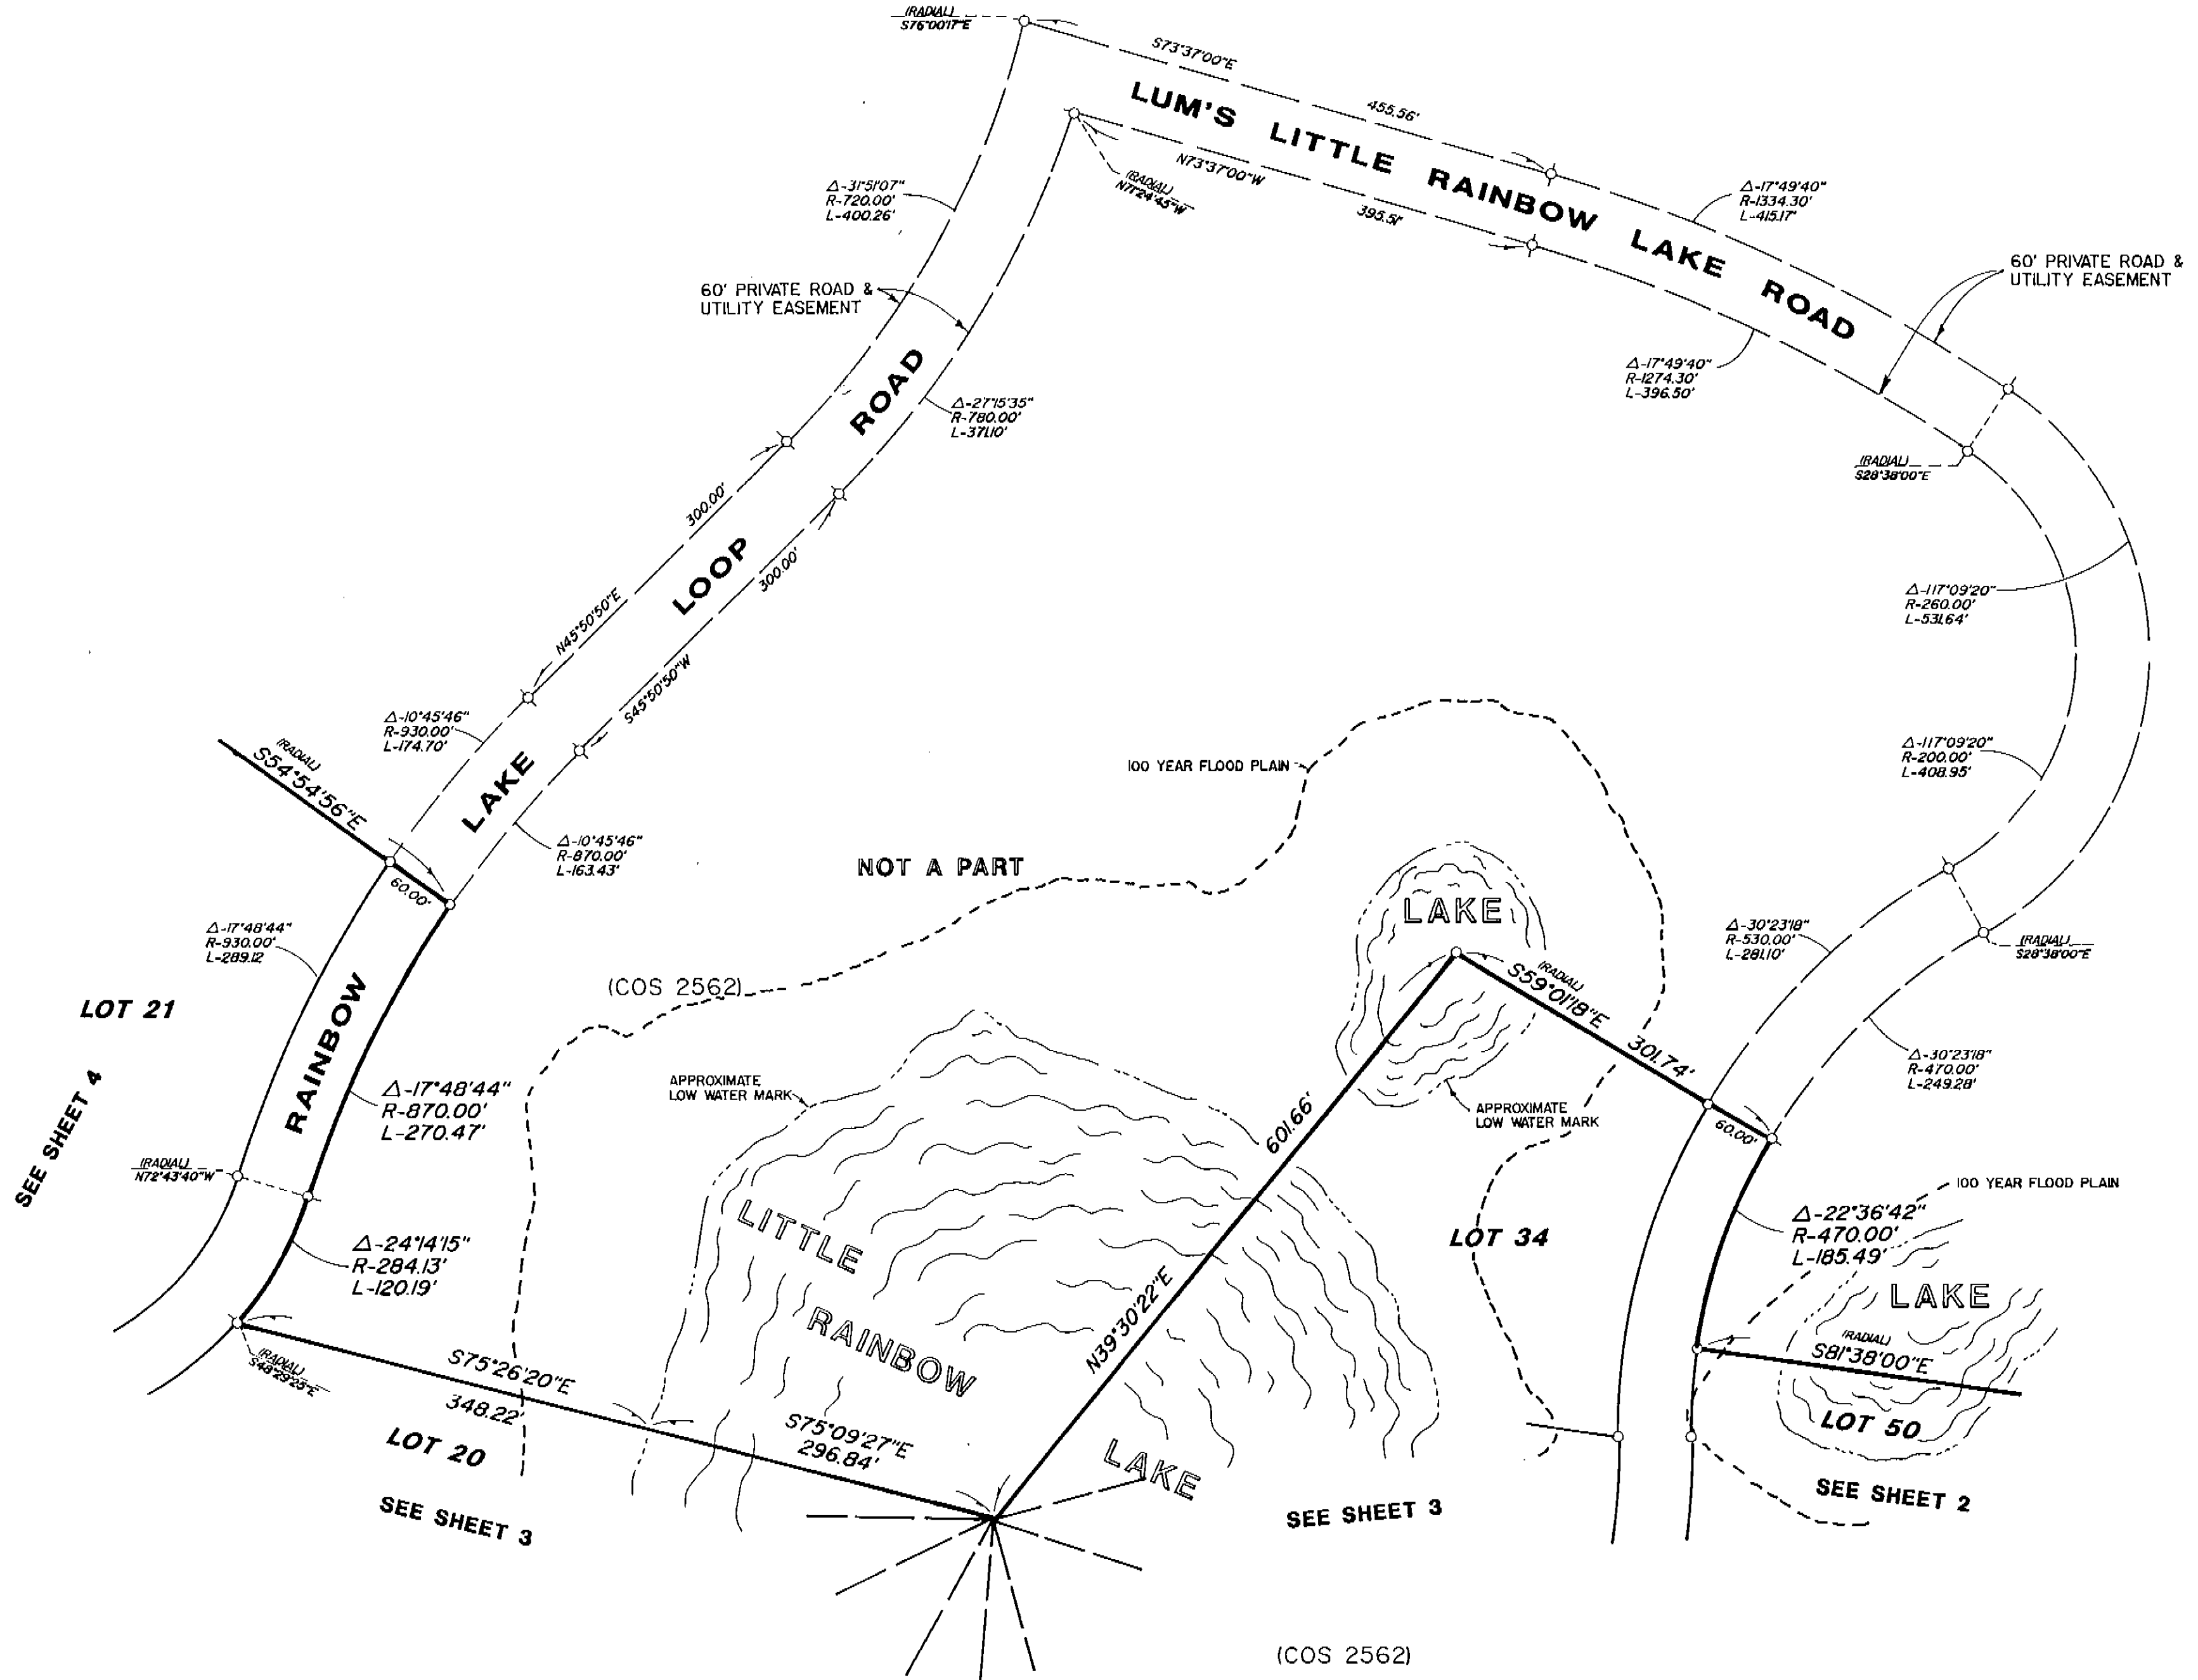 (RADIAL)
S76°00'17"E
S73°37'00"E
455.56'
LUM'S LITTLE RAINBOW LAKE ROAD
N73°37'00"W
395.51'
(RADIAL)
N71°24'45"W
Δ-31°51'07"
R-720.00'
L-400.26'
Δ-17°49'40"
R-1334.30'
L-415.17'
60' PRIVATE ROAD &
UTILITY EASEMENT
60' PRIVATE ROAD &
UTILITY EASEMENT
Δ-17°49'40"
R-1274.30'
L-396.50'
Δ-27°15'35"
R-780.00'
L-371.10'
(RADIAL)
S28°38'00"E
300.00'
N45°50'50"E
300.00'
S45°50'50"W
RAINBOW LAKE LOOP ROAD
Δ-117°09'20"
R-260.00'
L-531.64'
Δ-117°09'20"
R-200.00'
L-408.95'
Δ-10°45'46"
R-930.00'
L-174.70'
(RADIAL)
S54°54'56"E
60.00'
Δ-10°45'46"
R-870.00'
L-163.43'
100 YEAR FLOOD PLAIN
NOT A PART
(COS 2562)
LAKE
Δ-17°48'44"
R-930.00'
L-289.12
LOT 21
SEE SHEET 4
Δ-30°23'18"
R-530.00'
L-281.10'
(RADIAL)
S28°38'00"E
(RADIAL)
S59°01'18"E
301.74'
60.00'
Δ-30°23'18"
R-470.00'
L-249.28'
APPROXIMATE
LOW WATER MARK
APPROXIMATE
LOW WATER MARK
601.66'
N39°30'22"E
Δ-17°48'44"
R-870.00'
L-270.47'
(RADIAL)
N72°43'40"W
Δ-24°14'15"
R-284.13'
L-120.19'
(RADIAL)
S48°29'25"E
LITTLE
RAINBOW
LAKE
LOT 34
100 YEAR FLOOD PLAIN
Δ-22°36'42"
R-470.00'
L-185.49'
LAKE
(RADIAL)
S81°38'00"E
LOT 50
SEE SHEET 2
S75°26'20"E
348.22'
S75°09'27"E
296.84'
LOT 20
SEE SHEET 3
SEE SHEET 3
(COS 2562)